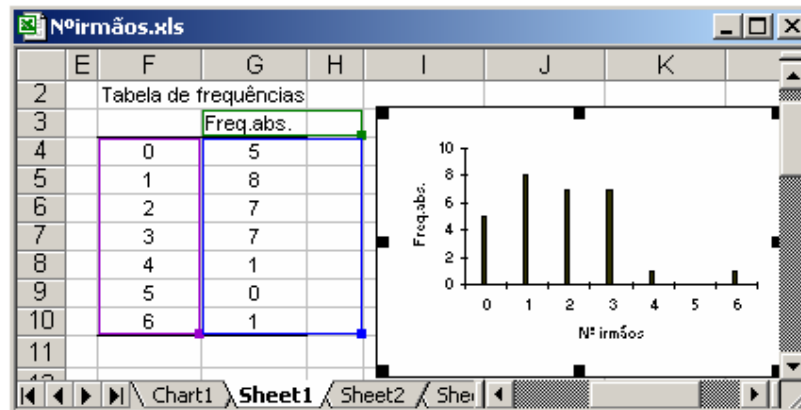 Nºirmãos.xls
E F G H I J K
2 Tabela de frequências
3 Freq.abs.
4 0 5
5 1 8
6 2 7
7 3 7
8 4 1
9 5 0
10 6 1
11
10
8
6
4
2
0
Freq.abs.
0 1 2 3 4 5 6
Nº irmãos
Chart1 Sheet1 Sheet2 She